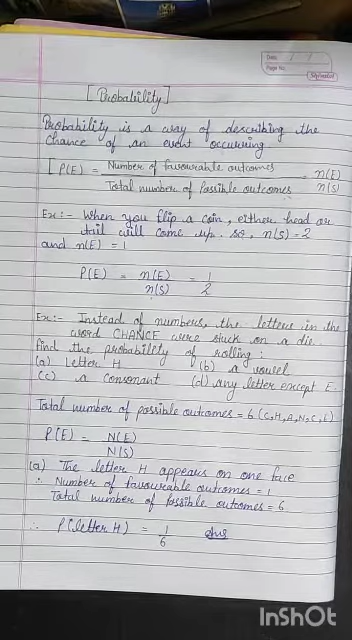 Date: / /
Page No:
[Probability]
Probability is a way of describing the
chance of an event occurring
[P(E) = Number of favourable outcomes / Total number of Possible outcomes = n(E) / n(S)
Ex:- When you flip a coin, either head or
tail will come up. so, n(S) = 2
and n(E) = 1
P(E) = n(E) / n(S) = 1 / 2
Ex:- Instead of numbers, the letters in the
word CHANCE were stuck on a die.
find the probability of rolling:
(a) Letter H (b) a vowel
(c) a consonant (d) any letter except E.
Total number of possible outcomes = 6 (C,H,A,N,C,E)
P(E) = N(E) / N(S)
(a) The letter H appears on one face
∴ Number of favourable outcomes = 1
Total number of possible outcomes = 6
∴ P(letter H) = 1 / 6 Ans
InShOt